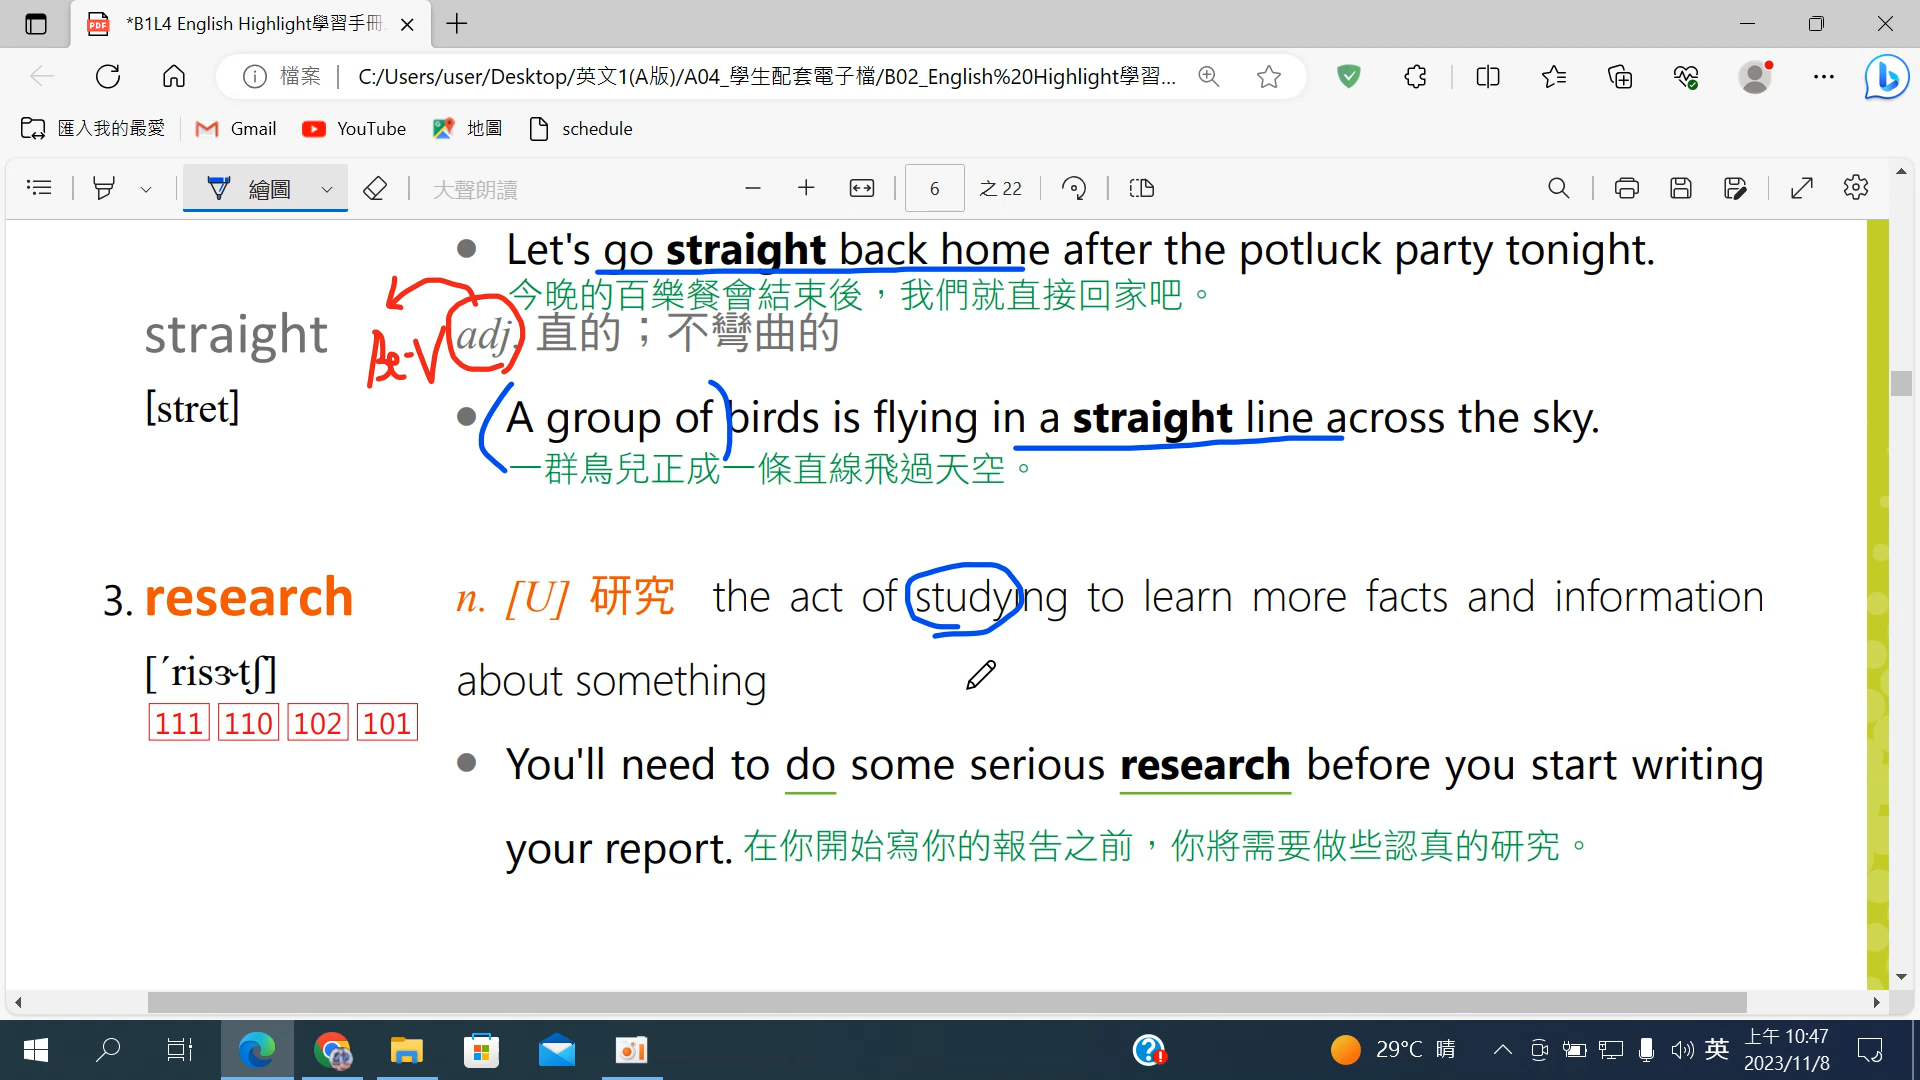 *B1L4 English Highlight學習手冊
檔案 C:/Users/user/Desktop/英文1(A版)/A04_學生配套電子檔/B02_English%20Highlight學習...
匯入我的最愛 Gmail YouTube 地圖 schedule
繪圖 大聲朗讀 6 之 22
Let's go straight back home after the potluck party tonight.
今晚的百樂餐會結束後，我們就直接回家吧。
straight Be-V adj. 直的；不彎曲的
[stret]
A group of birds is flying in a straight line across the sky.
一群鳥兒正成一條直線飛過天空。
3. research n. [U] 研究 the act of studying to learn more facts and information
[ˊrisɝtʃ] about something
111 110 102 101
You'll need to do some serious research before you start writing
your report. 在你開始寫你的報告之前，你將需要做些認真的研究。
29°C 晴 英 上午 10:47
2023/11/8